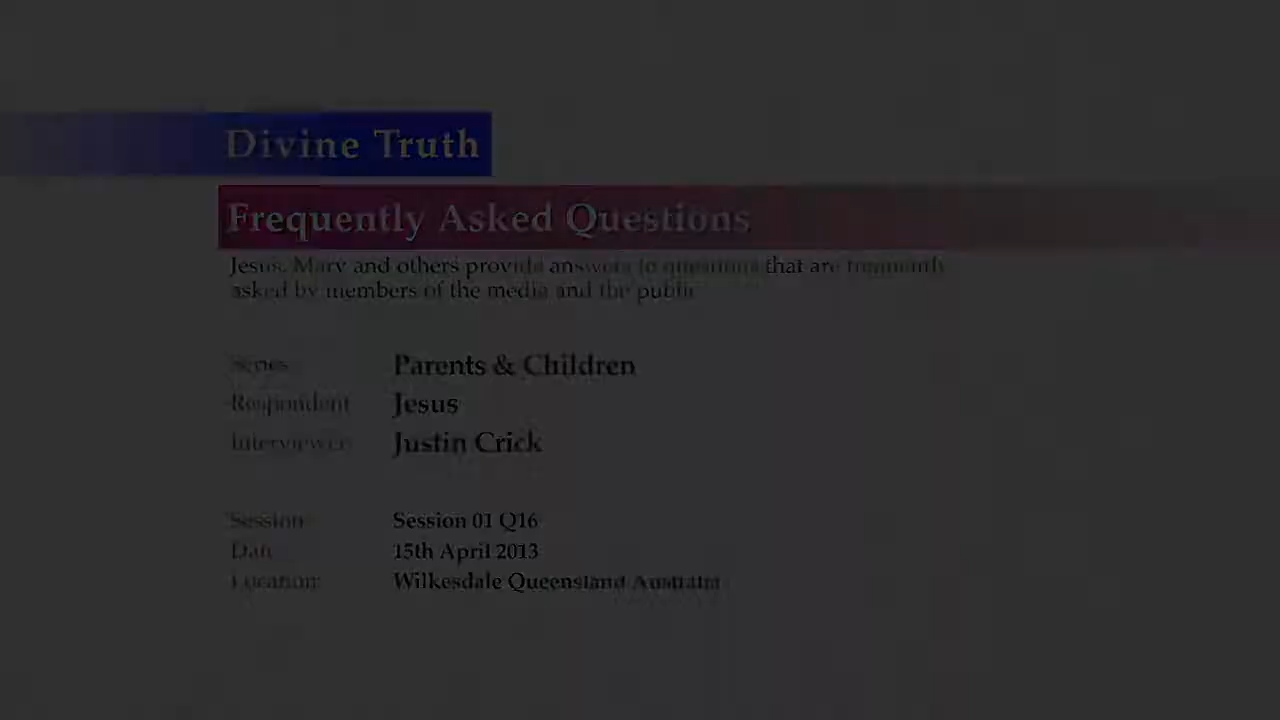 Divine Truth
Frequently Asked Questions
Jesus, Mary and others provide answers to questions that are frequently
asked by members of the media and the public
Series Parents & Children
Respondent Jesus
Interviewer Justin Crick
Session Session 01 Q16
Date 15th April 2013
Location Wilkesdale Queensland Australia